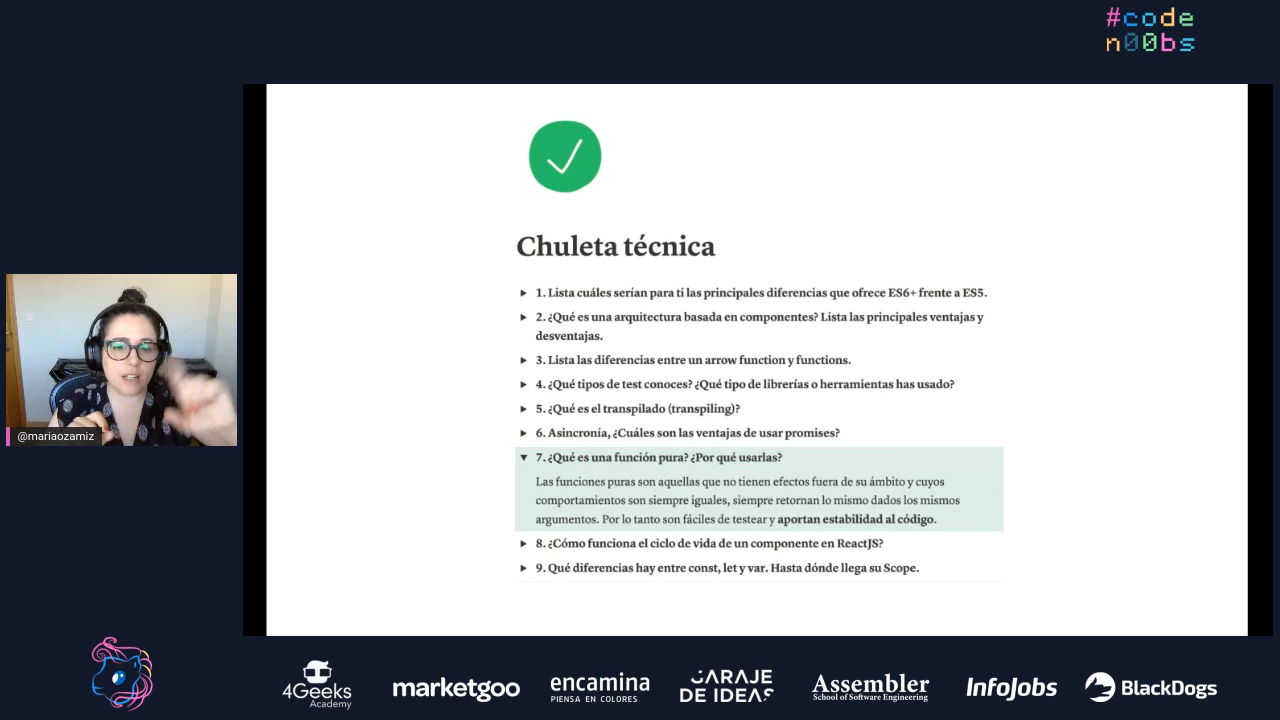 #code
n00bs
Chuleta técnica
1. Lista cuáles serían para ti las principales diferencias que ofrece ES6+ frente a ES5.
2. ¿Qué es una arquitectura basada en componentes? Lista las principales ventajas y
desventajas.
3. Lista las diferencias entre un arrow function y functions.
4. ¿Qué tipos de test conoces? ¿Qué tipo de librerías o herramientas has usado?
5. ¿Qué es el transpilado (transpiling)?
6. Asincronía, ¿Cuáles son las ventajas de usar promises?
7. ¿Qué es una función pura? ¿Por qué usarlas?
Las funciones puras son aquellas que no tienen efectos fuera de su ámbito y cuyos
comportamientos son siempre iguales, siempre retornan lo mismo dados los mismos
argumentos. Por lo tanto son fáciles de testear y aportan estabilidad al código.
8. ¿Cómo funciona el ciclo de vida de un componente en ReactJS?
9. Qué diferencias hay entre const, let y var. Hasta dónde llega su Scope.
@mariaozamiz
4Geeks
Academy
marketgoo
encamina
PIENSA EN COLORES
GARAJE
DE IDEAS
Assembler
School of Software Engineering
InfoJobs
BlackDogs